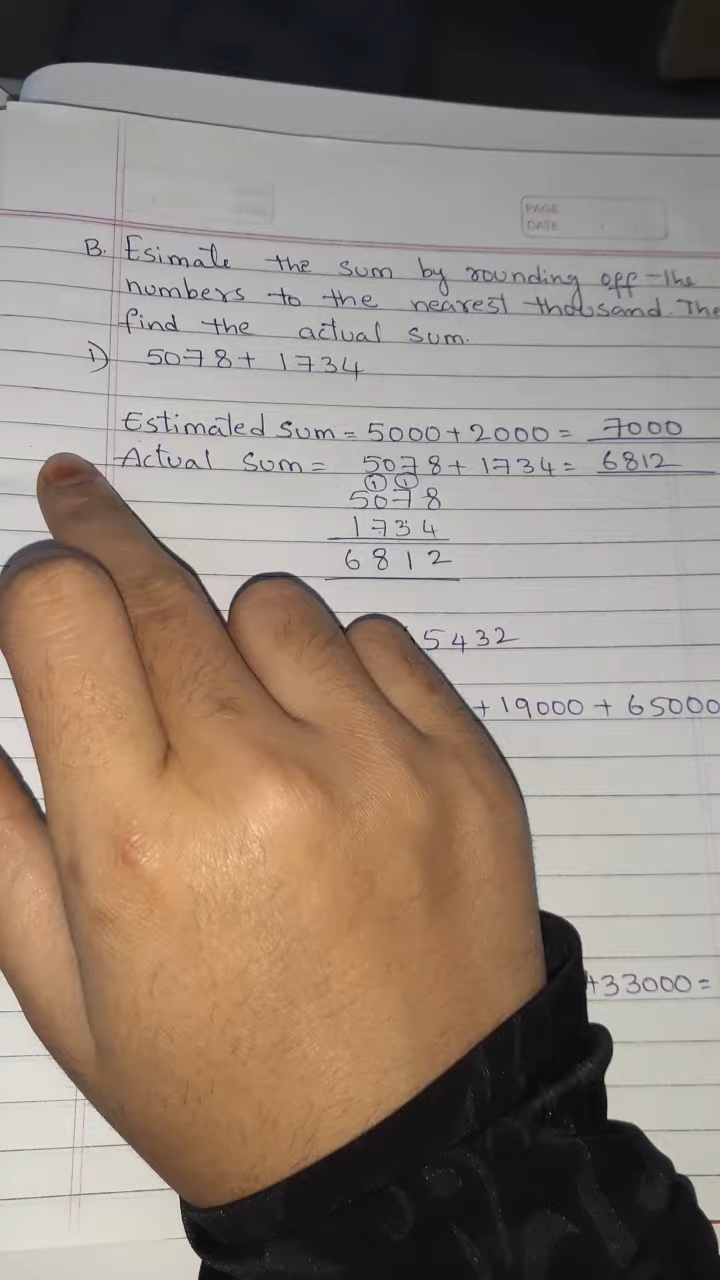 PAGE
DATE
B. Esimate the sum by rounding off the
numbers to the nearest thousand. The
find the actual sum.
1) 5078 + 1734
Estimated sum = 5000 + 2000 = 7000
Actual sum = 5078 + 1734 = 6812
1 1
5078
1734
6812
5432
+ 19000 + 65000
+33000 =